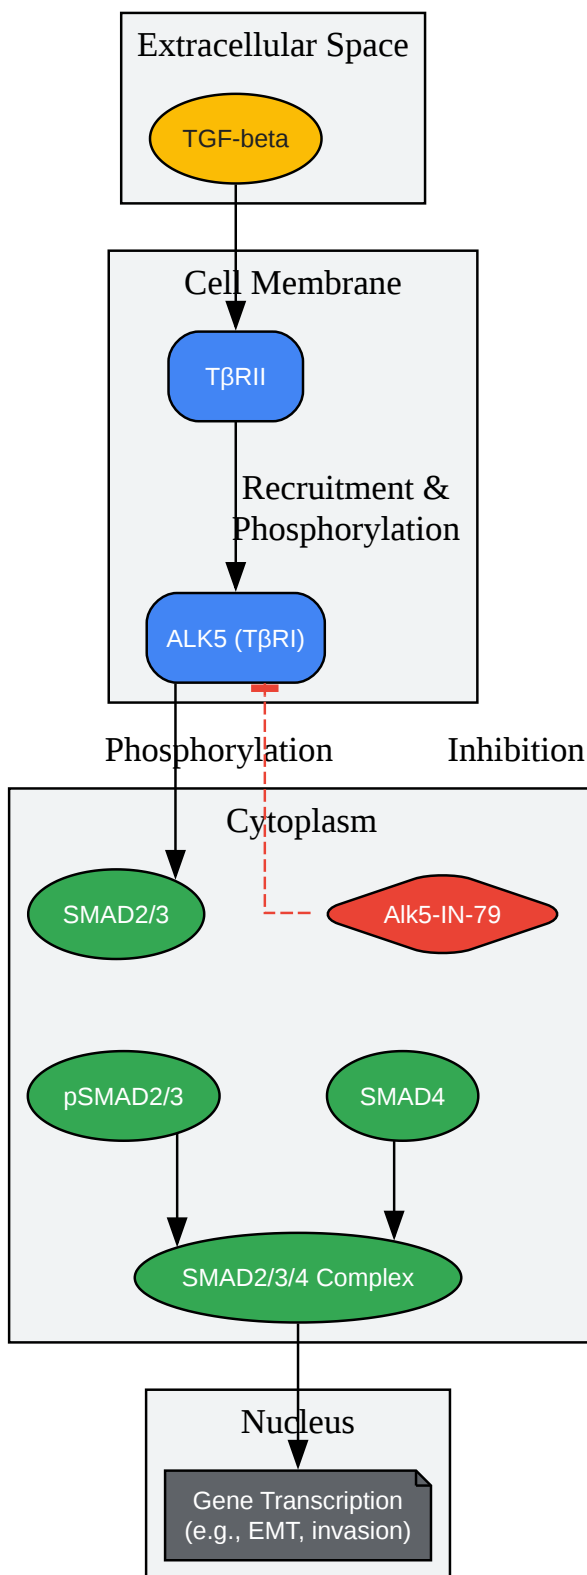 Extracellular Space
TGF-beta
Cell Membrane
TβRII
Recruitment &
Phosphorylation
ALK5 (TβRI)
Phosphorylation
Inhibition
Cytoplasm
SMAD2/3
Alk5-IN-79
pSMAD2/3
SMAD4
SMAD2/3/4 Complex
Nucleus
Gene Transcription
(e.g., EMT, invasion)